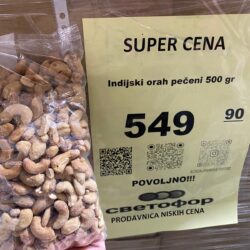 SUPER CENA
Indijski orah pečeni 500 gr
549 90
POVOLJNO!!!
светофор
PRODAVNICA NISKIH CENA